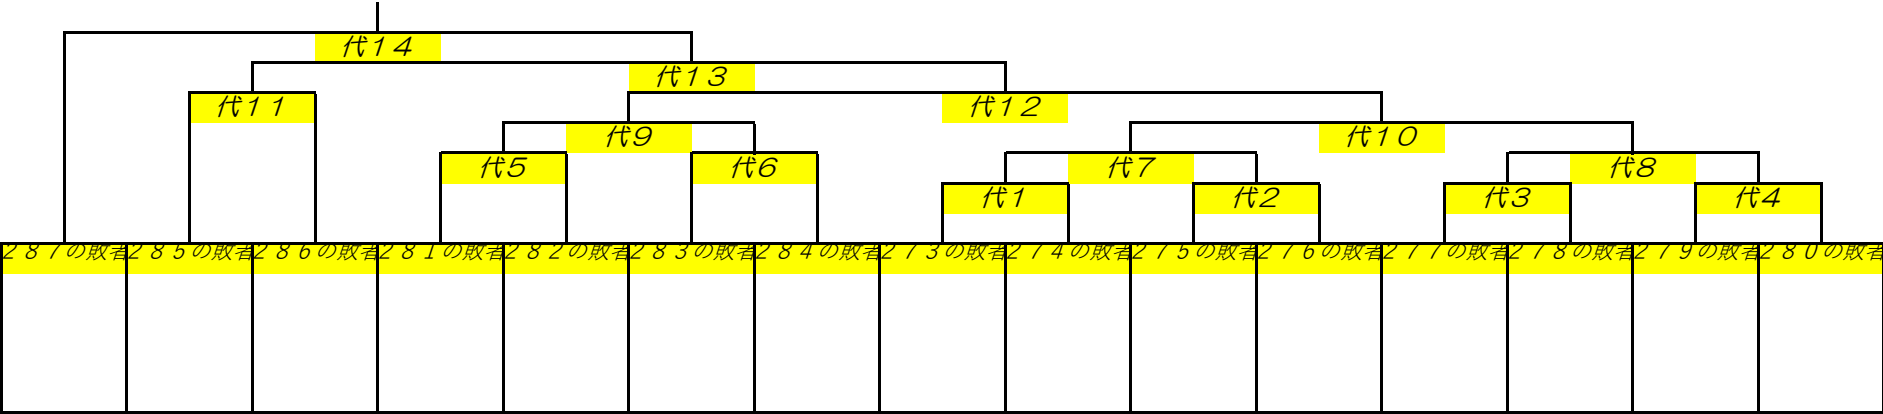 代１４
代１３
代１１
代１２
代９
代１０
代５
代６
代７
代８
代１
代２
代３
代４
２８７の敗者
２８５の敗者
２８６の敗者
２８１の敗者
２８２の敗者
２８３の敗者
２８４の敗者
２７３の敗者
２７４の敗者
２７５の敗者
２７６の敗者
２７７の敗者
２７８の敗者
２７９の敗者
２８０の敗者